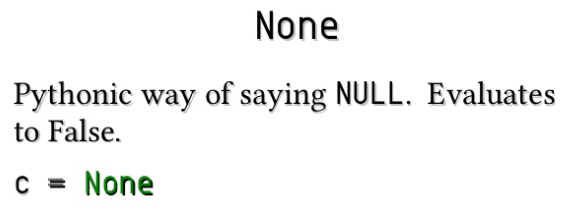 None
Pythonic way of saying NULL. Evaluates
to False.
c = None